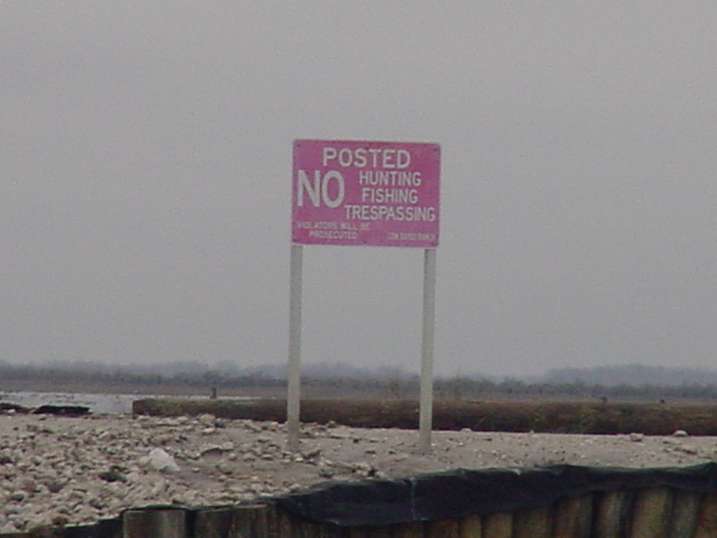 POSTED
NO HUNTING
FISHING
TRESPASSING
VIOLATORS WILL BE
PROSECUTED